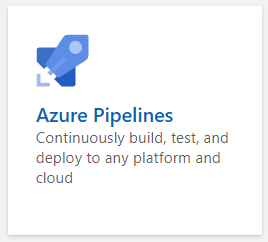 Azure Pipelines
Continuously build, test, and
deploy to any platform and
cloud